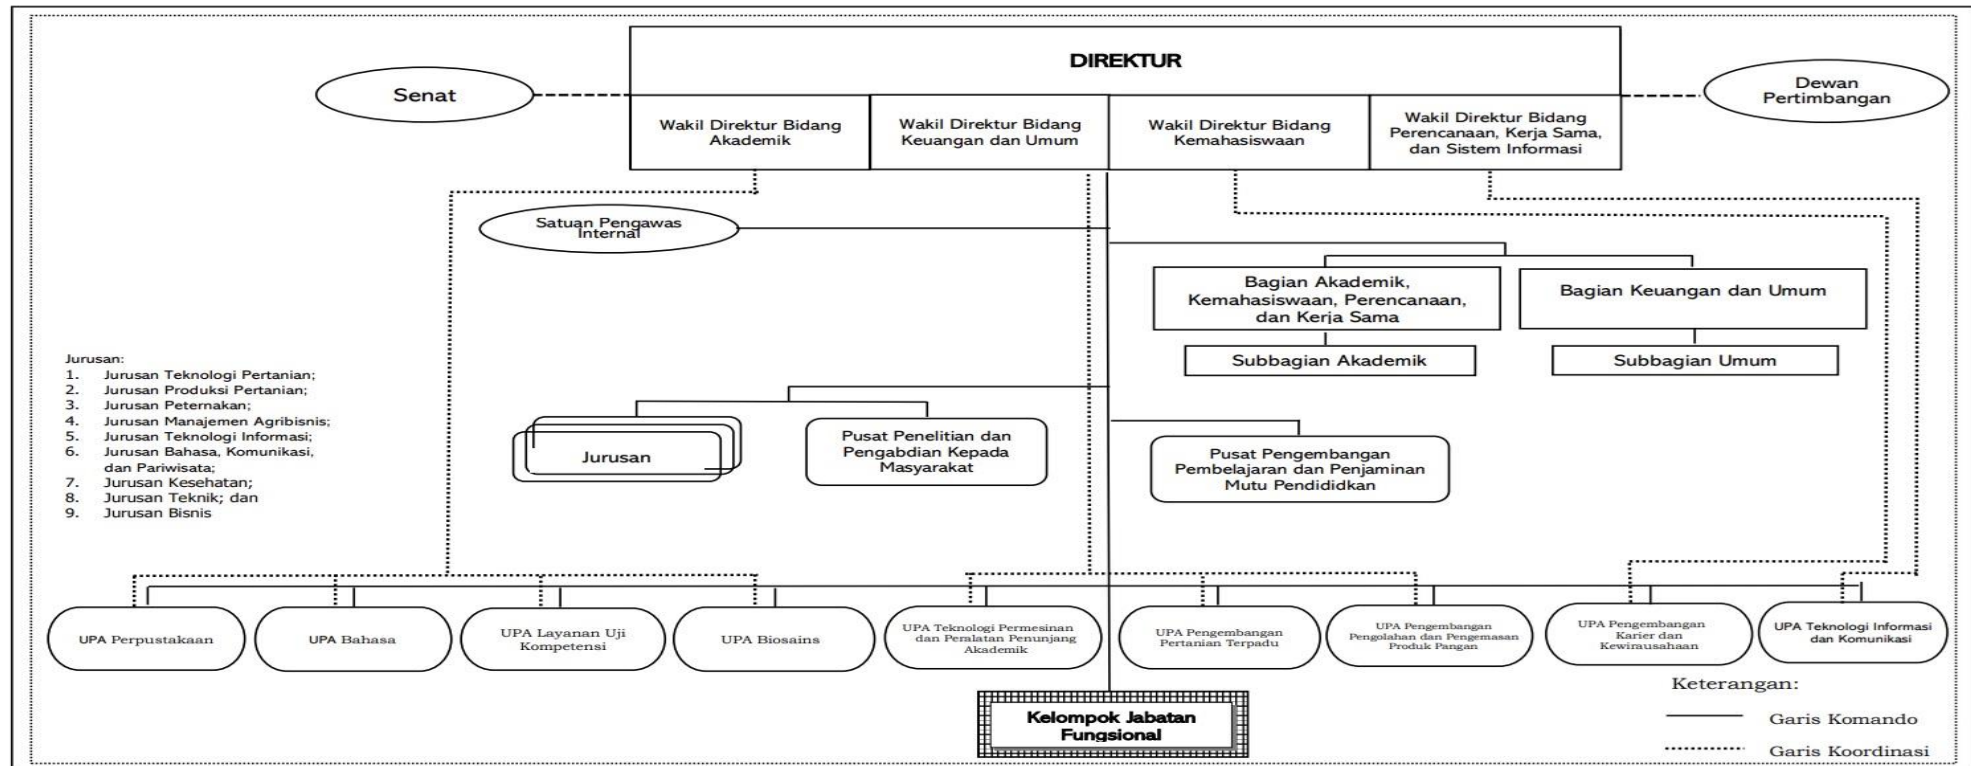 DIREKTUR
Senat
Dewan
Pertimbangan
Wakil Direktur Bidang
Akademik
Wakil Direktur Bidang
Keuangan dan Umum
Wakil Direktur Bidang
Kemahasiswaan
Wakil Direktur Bidang
Perencanaan, Kerja Sama,
dan Sistem Informasi
Satuan Pengawas
Internal
Bagian Akademik,
Kemahasiswaan, Perencanaan,
dan Kerja Sama
Bagian Keuangan dan Umum
Subbagian Akademik
Subbagian Umum
Jurusan:
1. Jurusan Teknologi Pertanian;
2. Jurusan Produksi Pertanian;
3. Jurusan Peternakan;
4. Jurusan Manajemen Agribisnis;
5. Jurusan Teknologi Informasi;
6. Jurusan Bahasa, Komunikasi,
dan Pariwisata;
7. Jurusan Kesehatan;
8. Jurusan Teknik; dan
9. Jurusan Bisnis
Jurusan
Pusat Penelitian dan
Pengabdian Kepada
Masyarakat
Pusat Pengembangan
Pembelajaran dan Penjaminan
Mutu Pendididkan
UPA Perpustakaan
UPA Bahasa
UPA Layanan Uji
Kompetensi
UPA Biosains
UPA Teknologi Permesinan
dan Peralatan Penunjang
Akademik
UPA Pengembangan
Pertanian Terpadu
UPA Pengembangan
Pengolahan dan Pengemasan
Produk Pangan
UPA Pengembangan
Karier dan
Kewirausahaan
UPA Teknologi Informasi
dan Komunikasi
Kelompok Jabatan
Fungsional
Keterangan:
Garis Komando
Garis Koordinasi